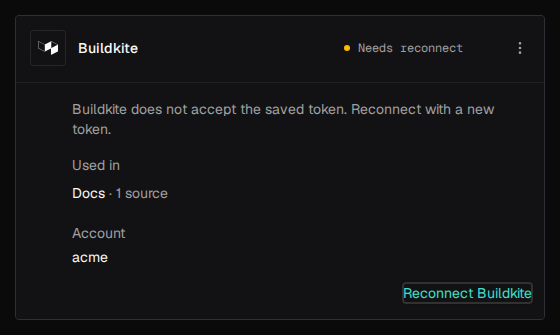 Buildkite
Needs reconnect
Buildkite does not accept the saved token. Reconnect with a new
token.
Used in
Docs · 1 source
Account
acme
Reconnect Buildkite